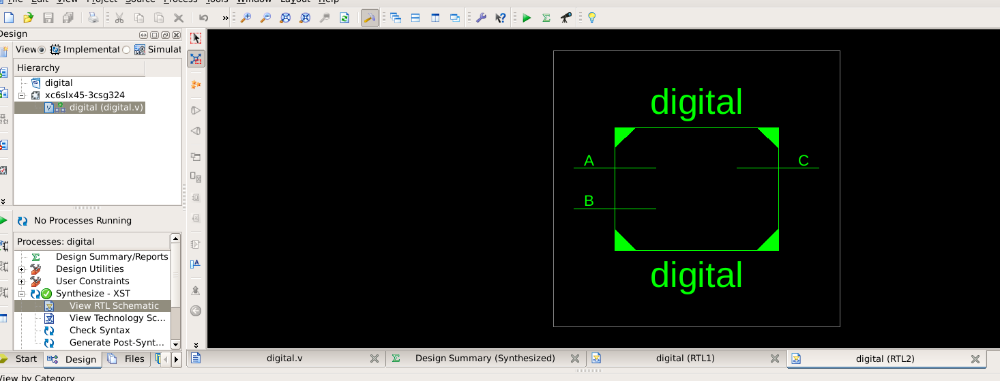 File Edit View Project Source Process Tools Window Layout Help
»
Design
View Implementat Simulat
Hierarchy
digital
xc6slx45-3csg324
digital (digital.v)
No Processes Running
Processes: digital
Design Summary/Reports
Design Utilities
User Constraints
Synthesize - XST
View RTL Schematic
View Technology Sc...
Check Syntax
Generate Post-Synt...
Start Design Files
digital
A
C
B
digital
digital.v Design Summary (Synthesized) digital (RTL1) digital (RTL2)
View by Category